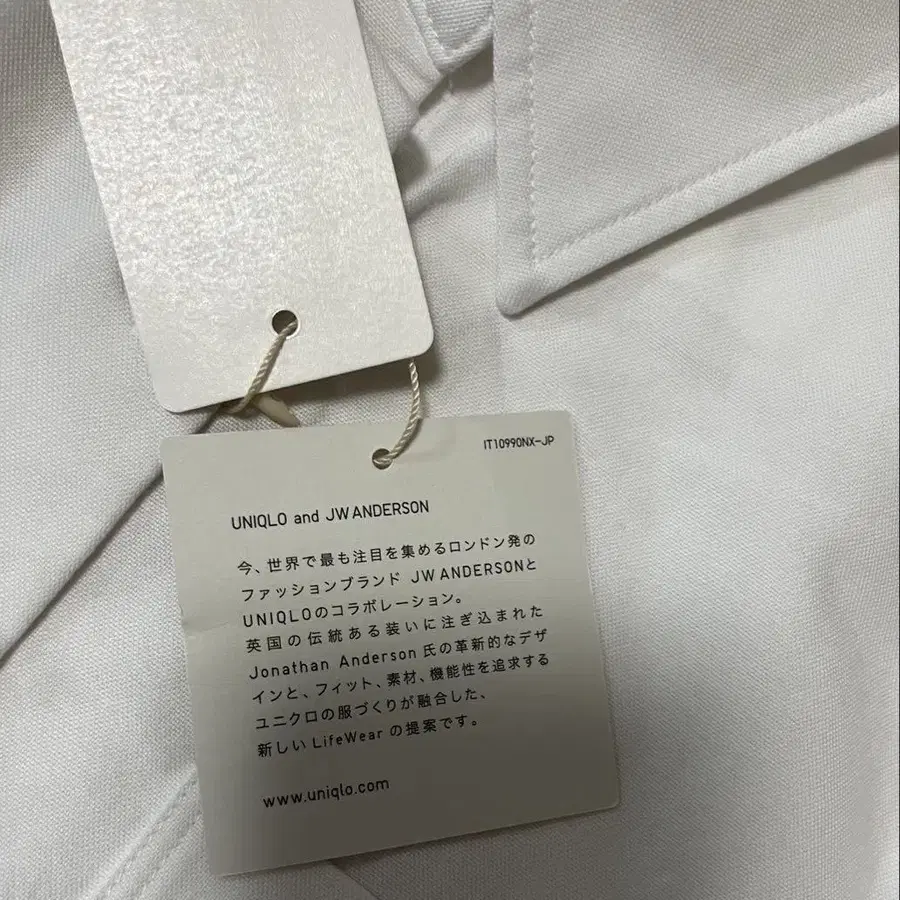 IT10990NX-JP
UNIQLO and JW ANDERSON
今、世界で最も注目を集めるロンドン発の
ファッションブランド JW ANDERSONと
UNIQLOのコラボレーション。
英国の伝統ある装いに注ぎ込まれた
Jonathan Anderson 氏の革新的なデザ
インと、フィット、素材、機能性を追求する
ユニクロの服づくりが融合した、
新しい LifeWear の提案です。
www.uniqlo.com